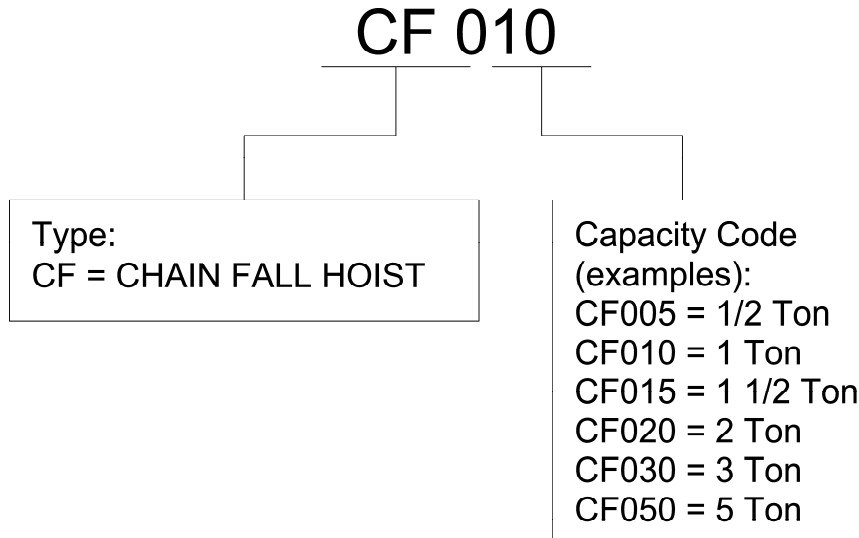 CF 010
Type:
CF = CHAIN FALL HOIST
Capacity Code
(examples):
CF005 = 1/2 Ton
CF010 = 1 Ton
CF015 = 1 1/2 Ton
CF020 = 2 Ton
CF030 = 3 Ton
CF050 = 5 Ton